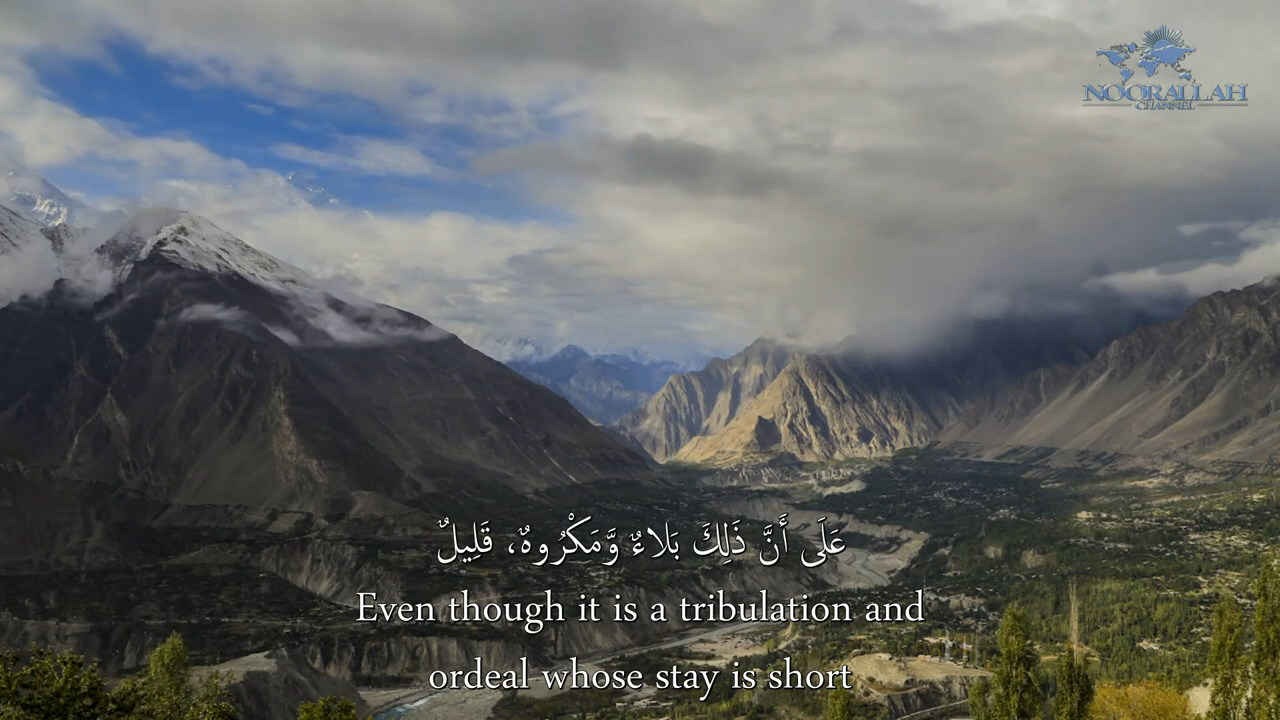 NOORALLAH
CHANNEL
عَلَى أَنَّ ذَلِكَ بَلاءٌ وَّمَكْرُوهٌ، قَلِيلٌ
Even though it is a tribulation and
ordeal whose stay is short